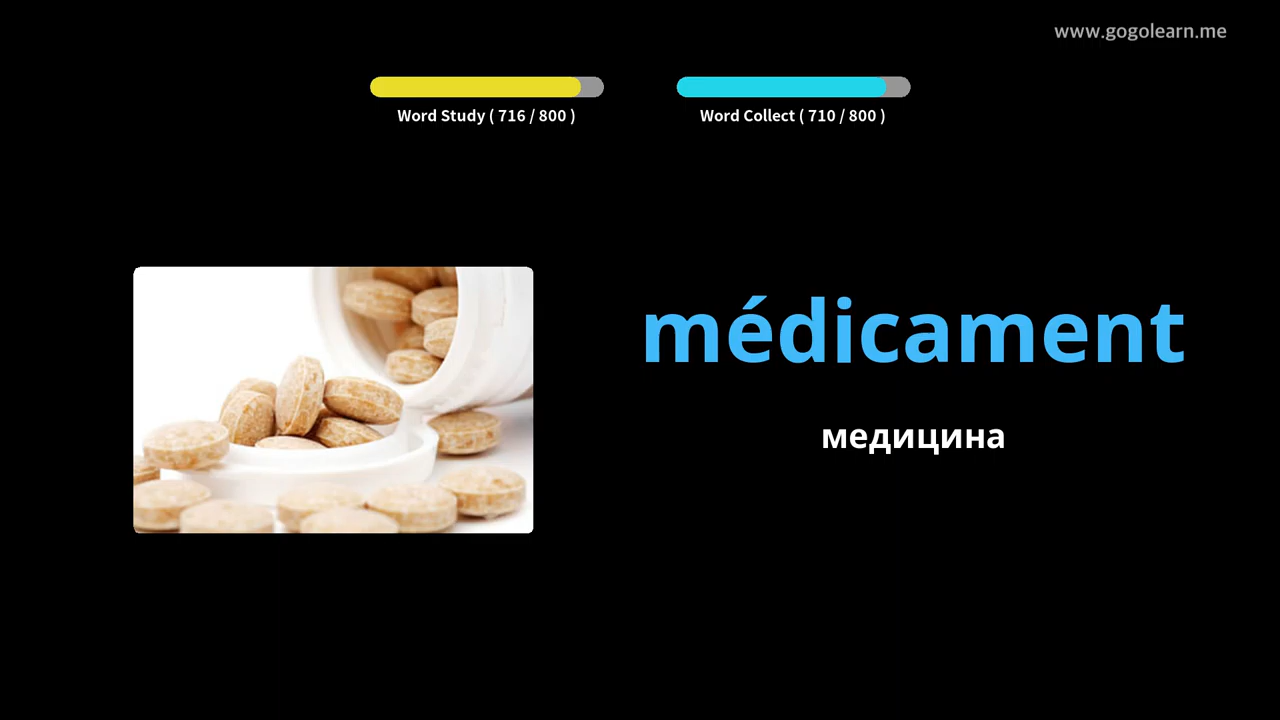 www.gogolearn.me
Word Study ( 716 / 800 )
Word Collect ( 710 / 800 )
médicament
медицина